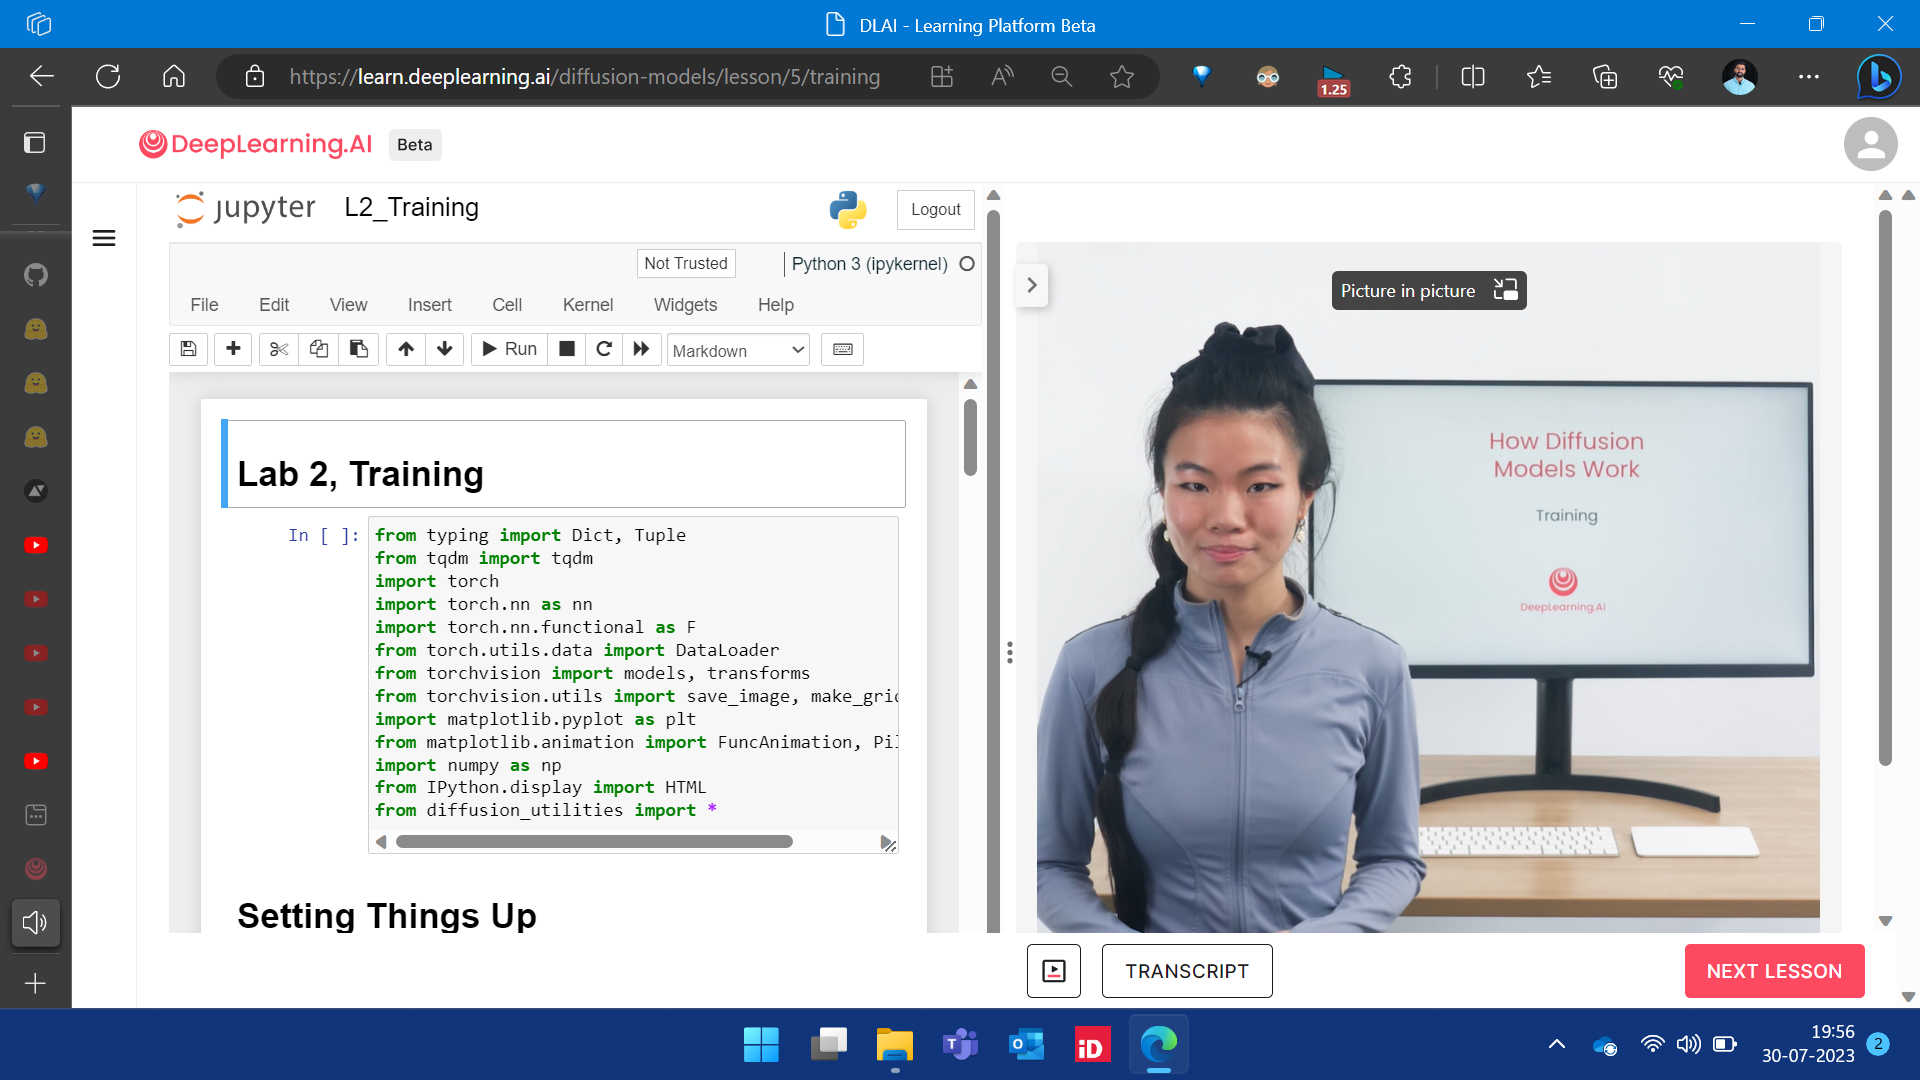 DLAI - Learning Platform Beta
https://learn.deeplearning.ai/diffusion-models/lesson/5/training
1.25
DeepLearning.AI Beta
jupyter L2_Training
Logout
Not Trusted
Python 3 (ipykernel)
File Edit View Insert Cell Kernel Widgets Help
Run
Markdown
Lab 2, Training
In [ ]:
from typing import Dict, Tuple
from tqdm import tqdm
import torch
import torch.nn as nn
import torch.nn.functional as F
from torch.utils.data import DataLoader
from torchvision import models, transforms
from torchvision.utils import save_image, make_grid
import matplotlib.pyplot as plt
from matplotlib.animation import FuncAnimation, Pil
import numpy as np
from IPython.display import HTML
from diffusion_utilities import *
Setting Things Up
Picture in picture
How Diffusion
Models Work
Training
DeepLearning.AI
TRANSCRIPT
NEXT LESSON
iD
19:56
30-07-2023
2